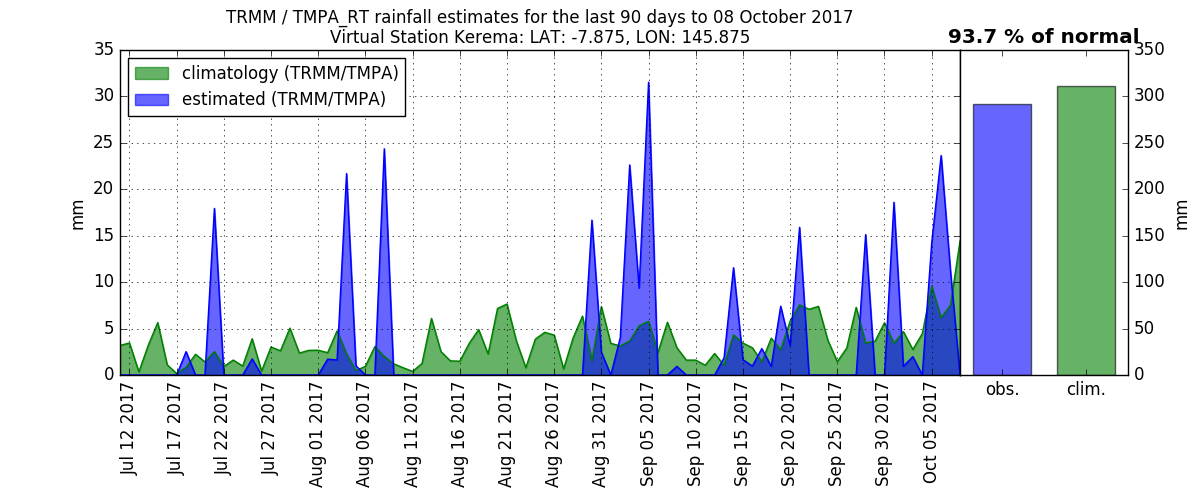 TRMM / TMPA_RT rainfall estimates for the last 90 days to 08 October 2017
Virtual Station Kerema: LAT: -7.875, LON: 145.875
93.7 % of normal
climatology (TRMM/TMPA)
estimated (TRMM/TMPA)
35
30
25
20
15
10
5
0
mm
Jul 12 2017
Jul 17 2017
Jul 22 2017
Jul 27 2017
Aug 01 2017
Aug 06 2017
Aug 11 2017
Aug 16 2017
Aug 21 2017
Aug 26 2017
Aug 31 2017
Sep 05 2017
Sep 10 2017
Sep 15 2017
Sep 20 2017
Sep 25 2017
Sep 30 2017
Oct 05 2017
obs.
clim.
350
300
250
200
150
100
50
0
mm